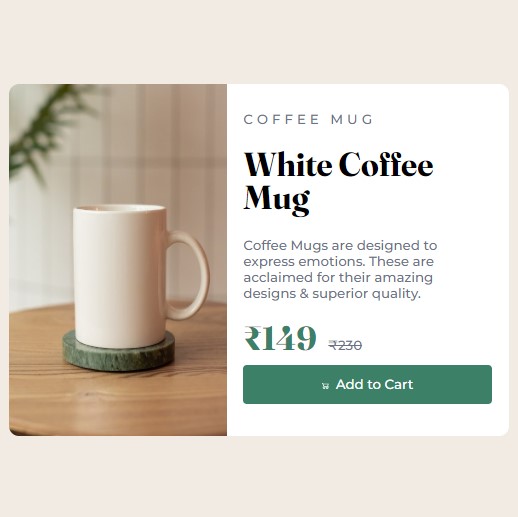 COFFEE MUG
White Coffee
Mug
Coffee Mugs are designed to
express emotions. These are
acclaimed for their amazing
designs & superior quality.
₹149 ₹230
Add to Cart